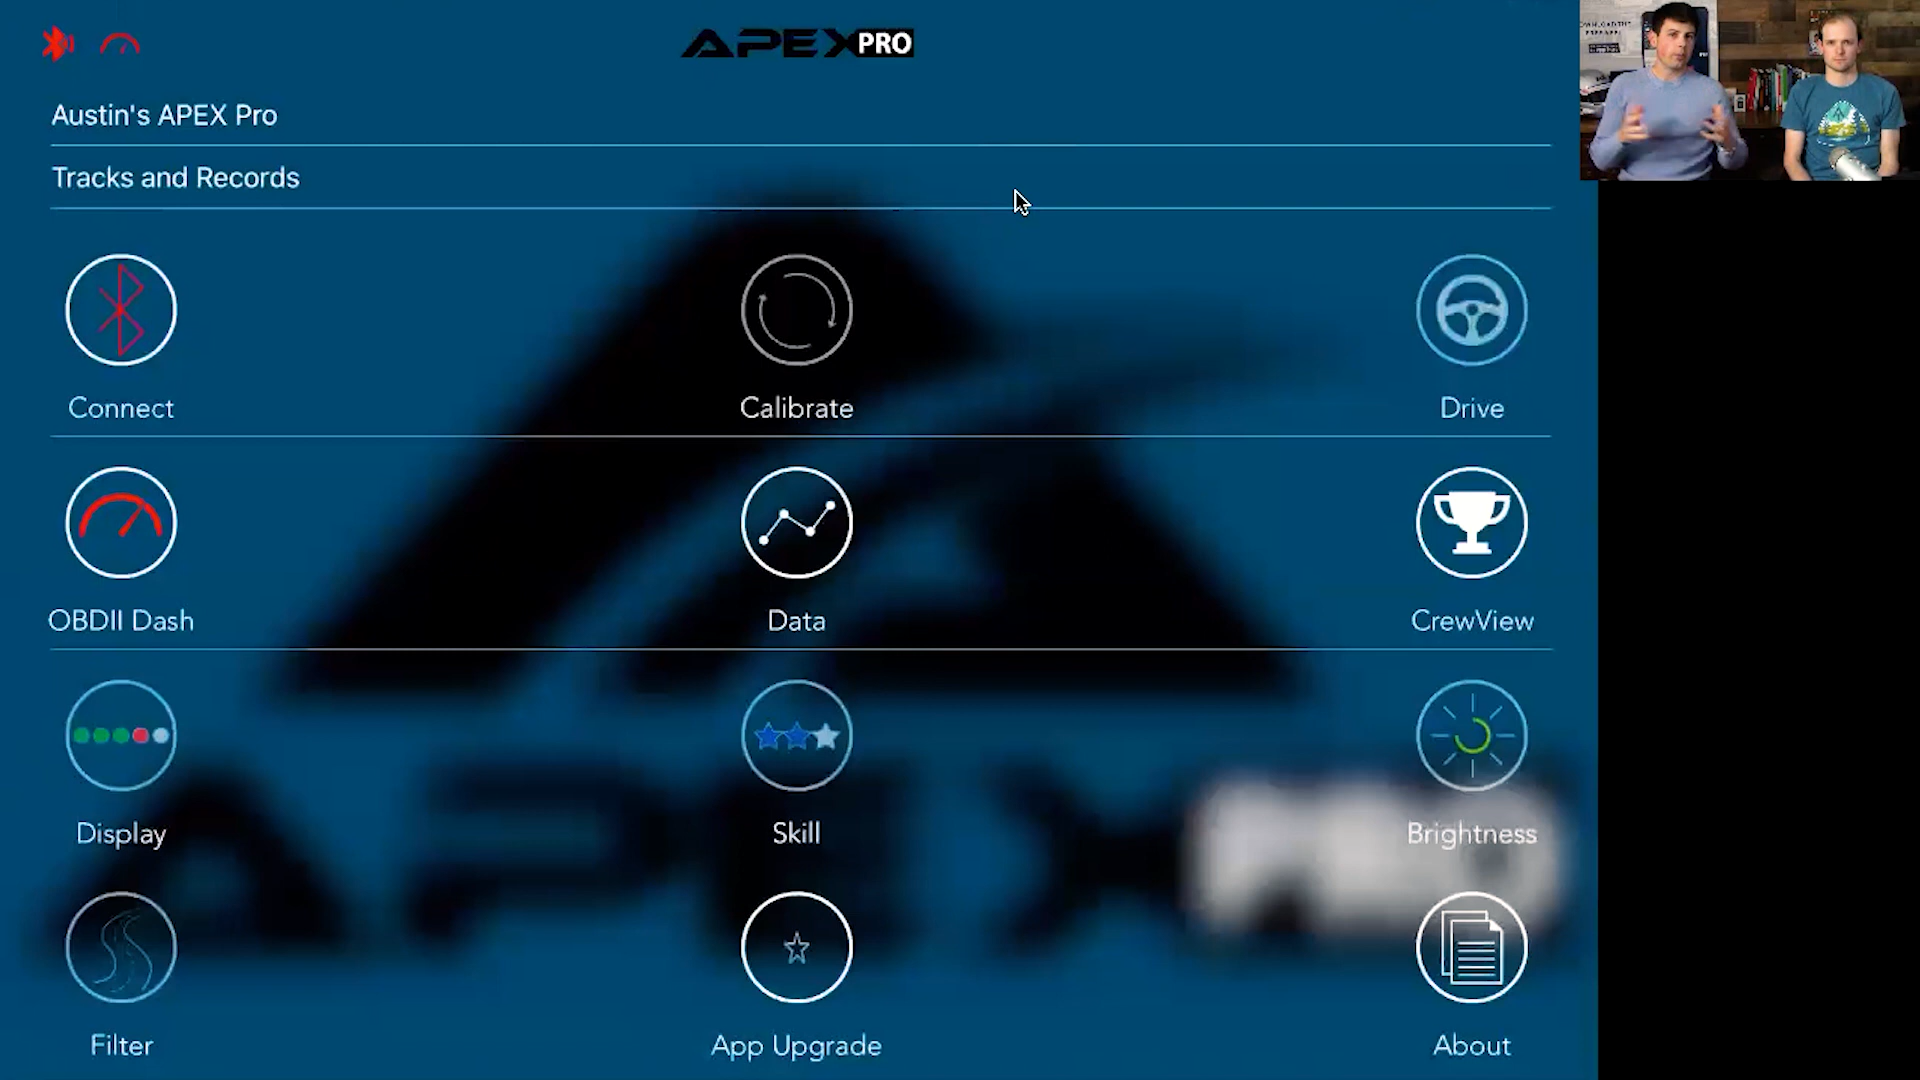 APEX PRO
Austin's APEX Pro
Tracks and Records
Connect
Calibrate
Drive
OBDII Dash
Data
CrewView
Display
Skill
Brightness
Filter
App Upgrade
About